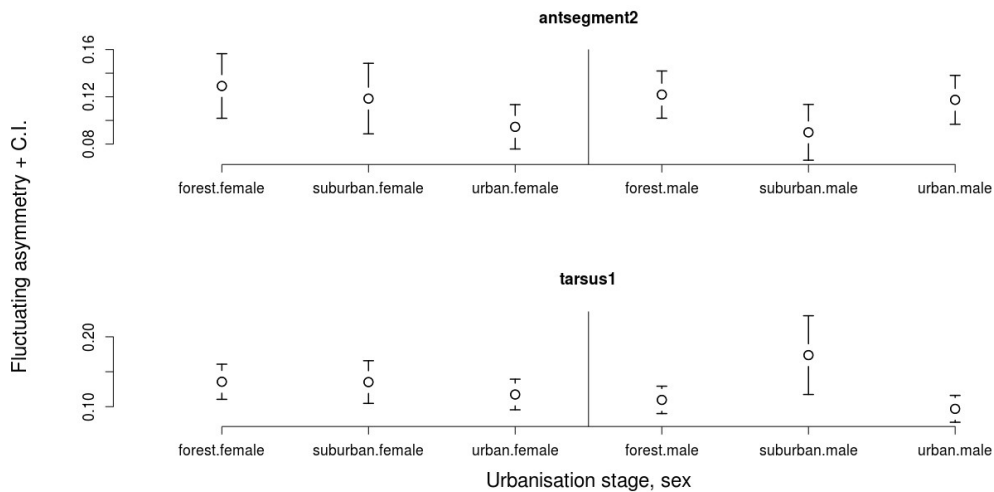 antsegment2
0.16
0.12
0.08
forest.female suburban.female urban.female forest.male suburban.male urban.male
Fluctuating asymmetry + C.I.
tarsus1
0.20
0.10
forest.female suburban.female urban.female forest.male suburban.male urban.male
Urbanisation stage, sex